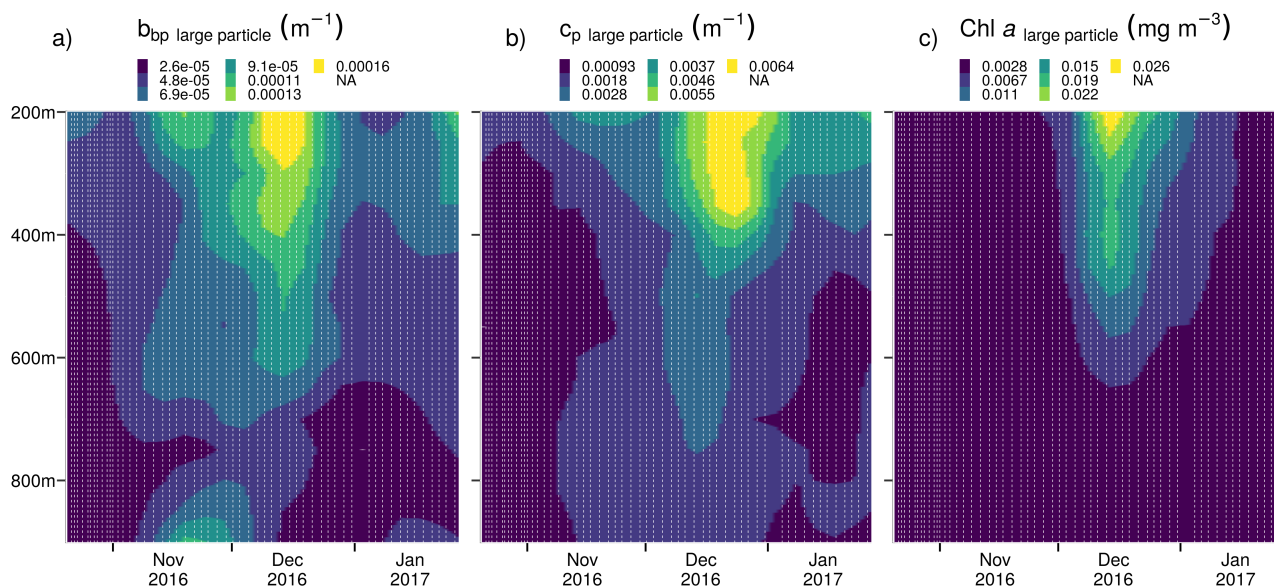 a) b_bp large particle (m⁻¹)
2.6e-05 9.1e-05 0.00016
4.8e-05 0.00011 NA
6.9e-05 0.00013
b) c_p large particle (m⁻¹)
0.00093 0.0037 0.0064
0.0018 0.0046 NA
0.0028 0.0055
c) Chl a large particle (mg m⁻³)
0.0028 0.015 0.026
0.0067 0.019 NA
0.011 0.022
200m
400m
600m
800m
Nov Dec Jan
2016 2016 2017
Nov Dec Jan
2016 2016 2017
Nov Dec Jan
2016 2016 2017